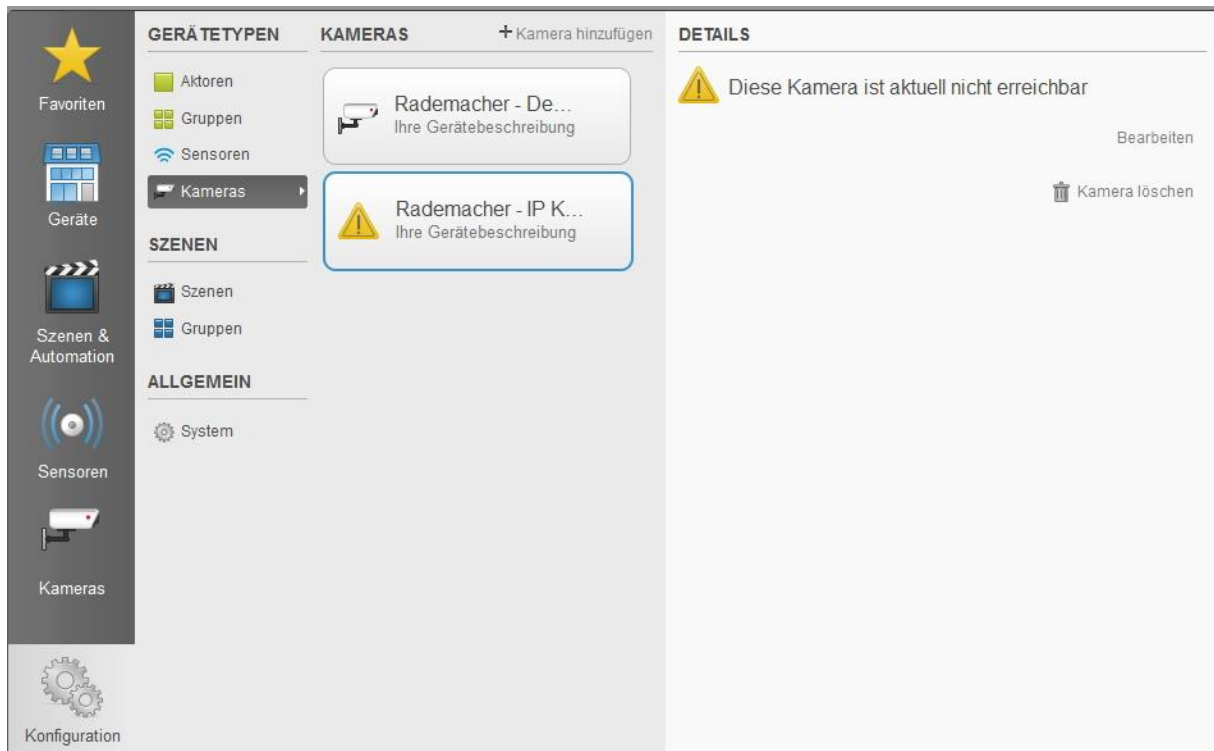 Favoriten
Geräte
Szenen &
Automation
Sensoren
Kameras
Konfiguration
GERÄTETYPEN
Aktoren
Gruppen
Sensoren
Kameras
SZENEN
Szenen
Gruppen
ALLGEMEIN
System
KAMERAS
+ Kamera hinzufügen
Rademacher - De...
Ihre Gerätebeschreibung
Rademacher - IP K...
Ihre Gerätebeschreibung
DETAILS
Diese Kamera ist aktuell nicht erreichbar
Bearbeiten
Kamera löschen